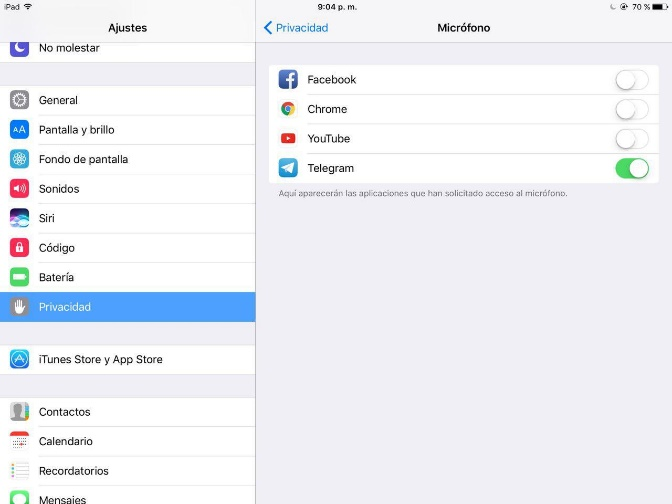 iPad
9:04 p. m.
70 %
Ajustes
Privacidad
Micrófono
No molestar
General
AA
Pantalla y brillo
Fondo de pantalla
Sonidos
Siri
Código
Batería
Privacidad
iTunes Store y App Store
Contactos
Calendario
Recordatorios
Mensajes
Facebook
Chrome
YouTube
Telegram
Aquí aparecerán las aplicaciones que han solicitado acceso al micrófono.